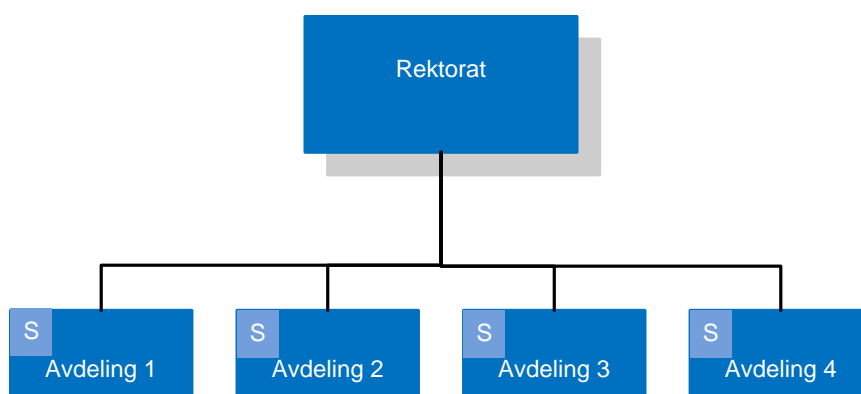 Rektorat
S
Avdeling 1
S
Avdeling 2
S
Avdeling 3
S
Avdeling 4